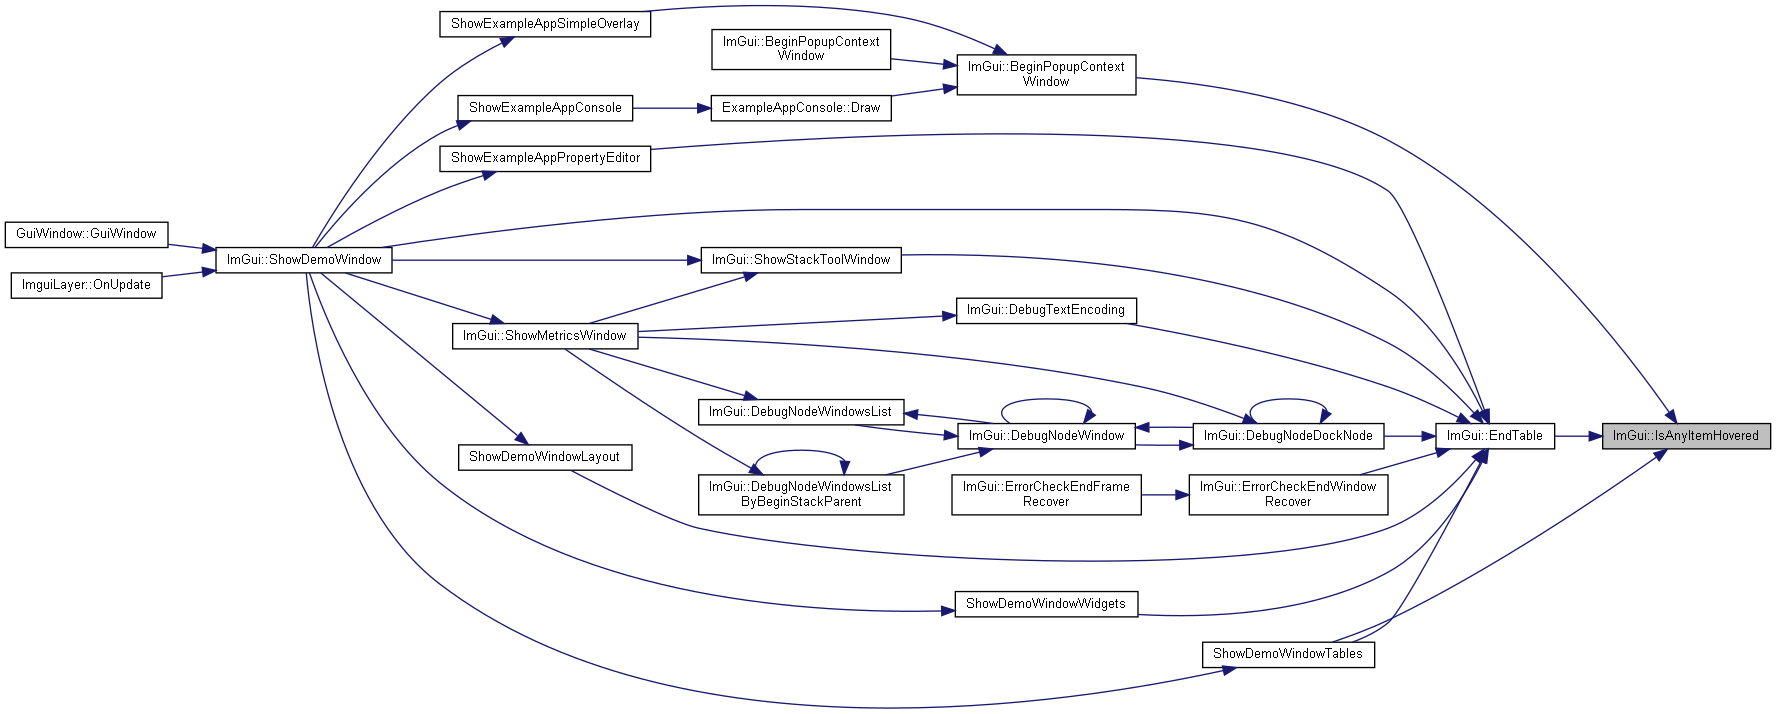 ShowExampleAppSimpleOverlay
ImGui::BeginPopupContext
Window
ImGui::BeginPopupContext
Window
ShowExampleAppConsole
ExampleAppConsole::Draw
ShowExampleAppPropertyEditor
GuiWindow::GuiWindow
ImGui::ShowDemoWindow
ImguiLayer::OnUpdate
ImGui::ShowStackToolWindow
ImGui::DebugTextEncoding
ImGui::ShowMetricsWindow
ImGui::DebugNodeWindowsList
ImGui::DebugNodeWindow
ImGui::DebugNodeDockNode
ImGui::EndTable
ImGui::IsAnyItemHovered
ShowDemoWindowLayout
ImGui::DebugNodeWindowsList
ByBeginStackParent
ImGui::ErrorCheckEndFrame
Recover
ImGui::ErrorCheckEndWindow
Recover
ShowDemoWindowWidgets
ShowDemoWindowTables